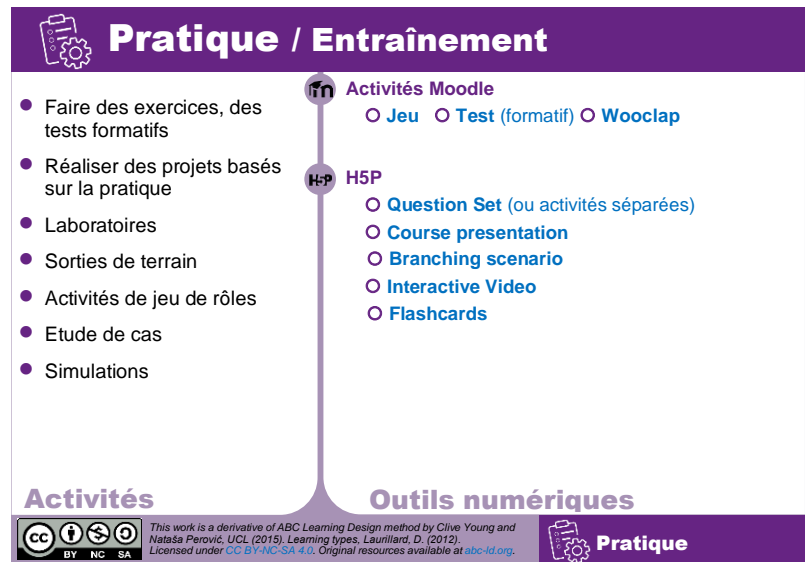 Pratique / Entraînement
Faire des exercices, des
tests formatifs
Réaliser des projets basés
sur la pratique
Laboratoires
Sorties de terrain
Activités de jeu de rôles
Etude de cas
Simulations
Activités
Activités Moodle
Jeu Test (formatif) Wooclap
H5P
H5P
Question Set (ou activités séparées)
Course presentation
Branching scenario
Interactive Video
Flashcards
Outils numériques
cc BY NC SA
This work is a derivative of ABC Learning Design method by Clive Young and
Nataša Perović, UCL (2015). Learning types, Laurillard, D. (2012).
Licensed under CC BY-NC-SA 4.0. Original resources available at abc-ld.org.
Pratique